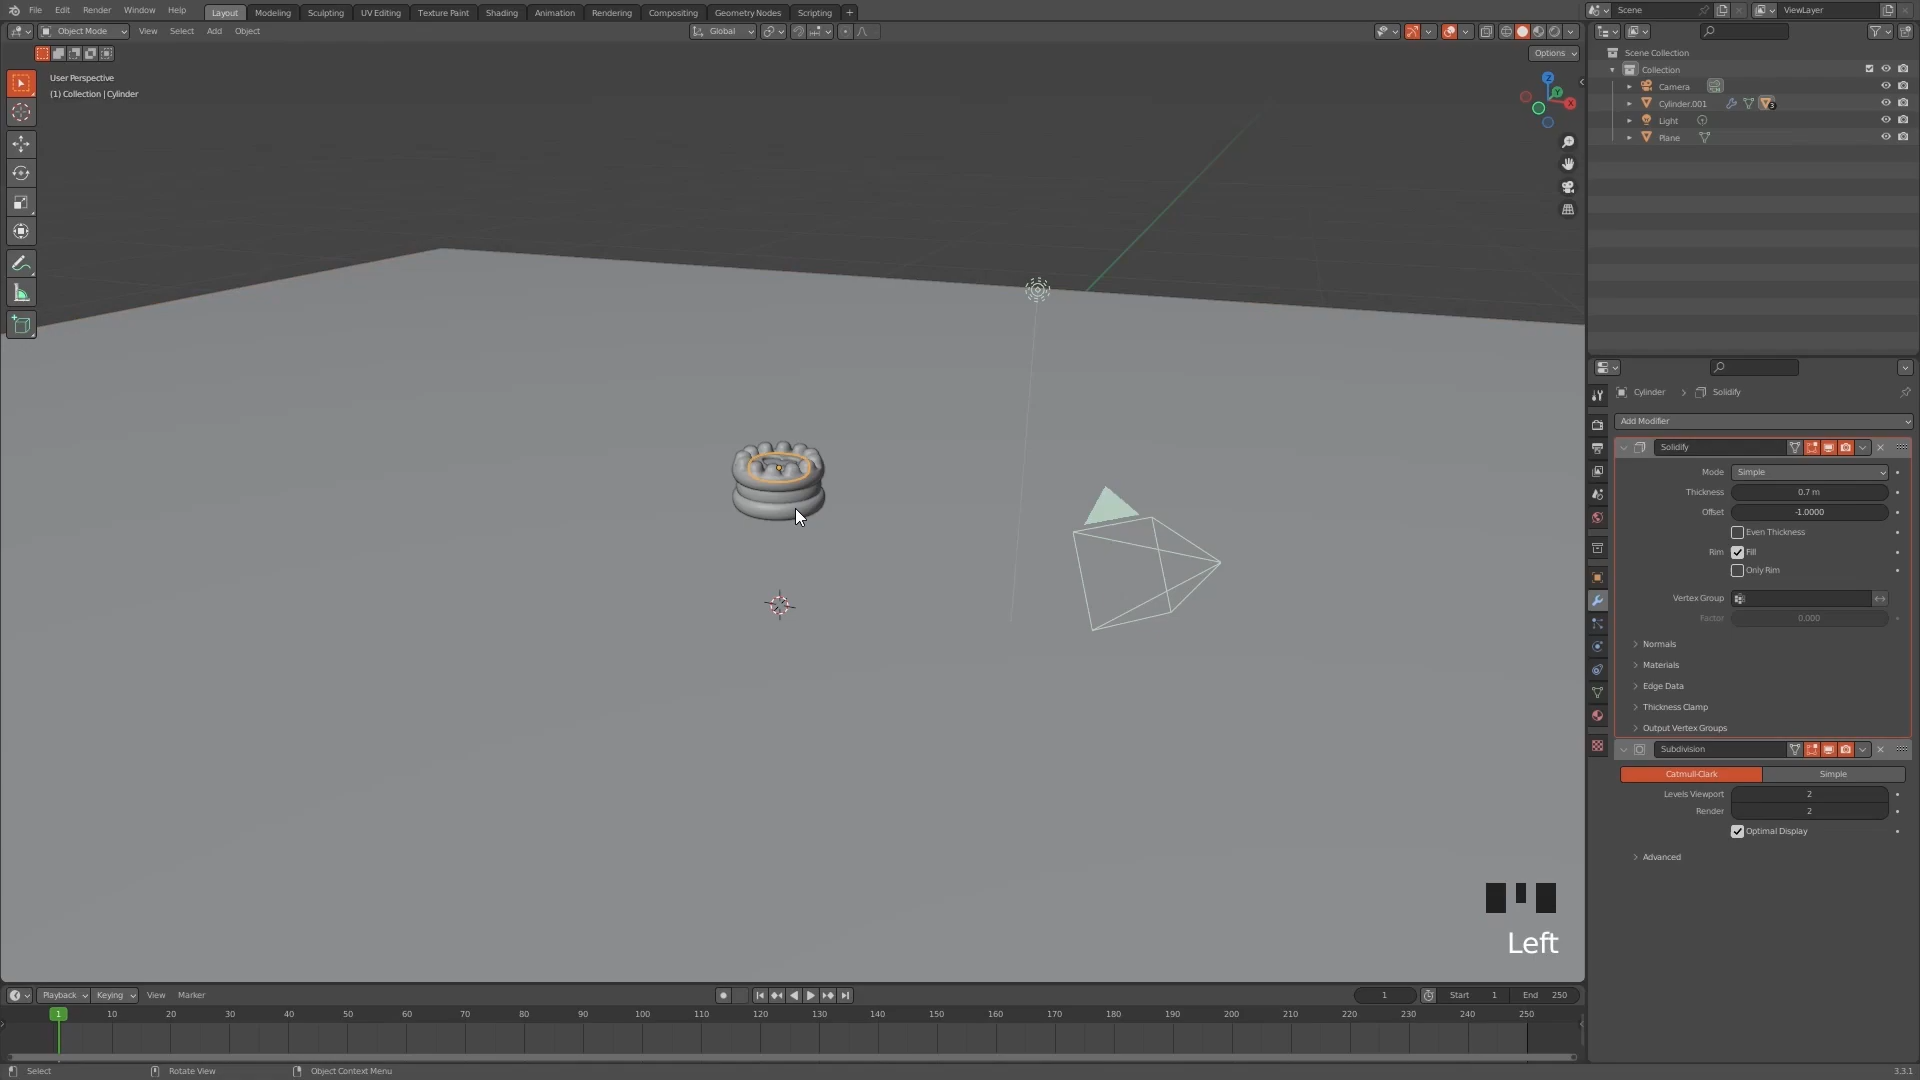 File Edit Render Window Help Layout Modeling Sculpting UV Editing Texture Paint Shading Animation Rendering Compositing Geometry Nodes Scripting + Scene ViewLayer
Object Mode View Select Add Object Global
Options
User Perspective
(1) Collection | Cylinder
Z
Y
X
Scene Collection
Collection
Camera
Cylinder.001 3
Light
Plane
Cylinder > Solidify
Add Modifier
Solidify
Mode Simple
Thickness 0.7 m
Offset -1.0000
Even Thickness
Rim Fill
Only Rim
Vertex Group
Factor 0.000
Normals
Materials
Edge Data
Thickness Clamp
Output Vertex Groups
Subdivision
Catmull-Clark Simple
Levels Viewport 2
Render 2
Optimal Display
Advanced
Left
Playback Keying View Marker 1 Start 1 End 250
1 10 20 30 40 50 60 70 80 90 100 110 120 130 140 150 160 170 180 190 200 210 220 230 240 250
Select Rotate View Object Context Menu 3.3.1